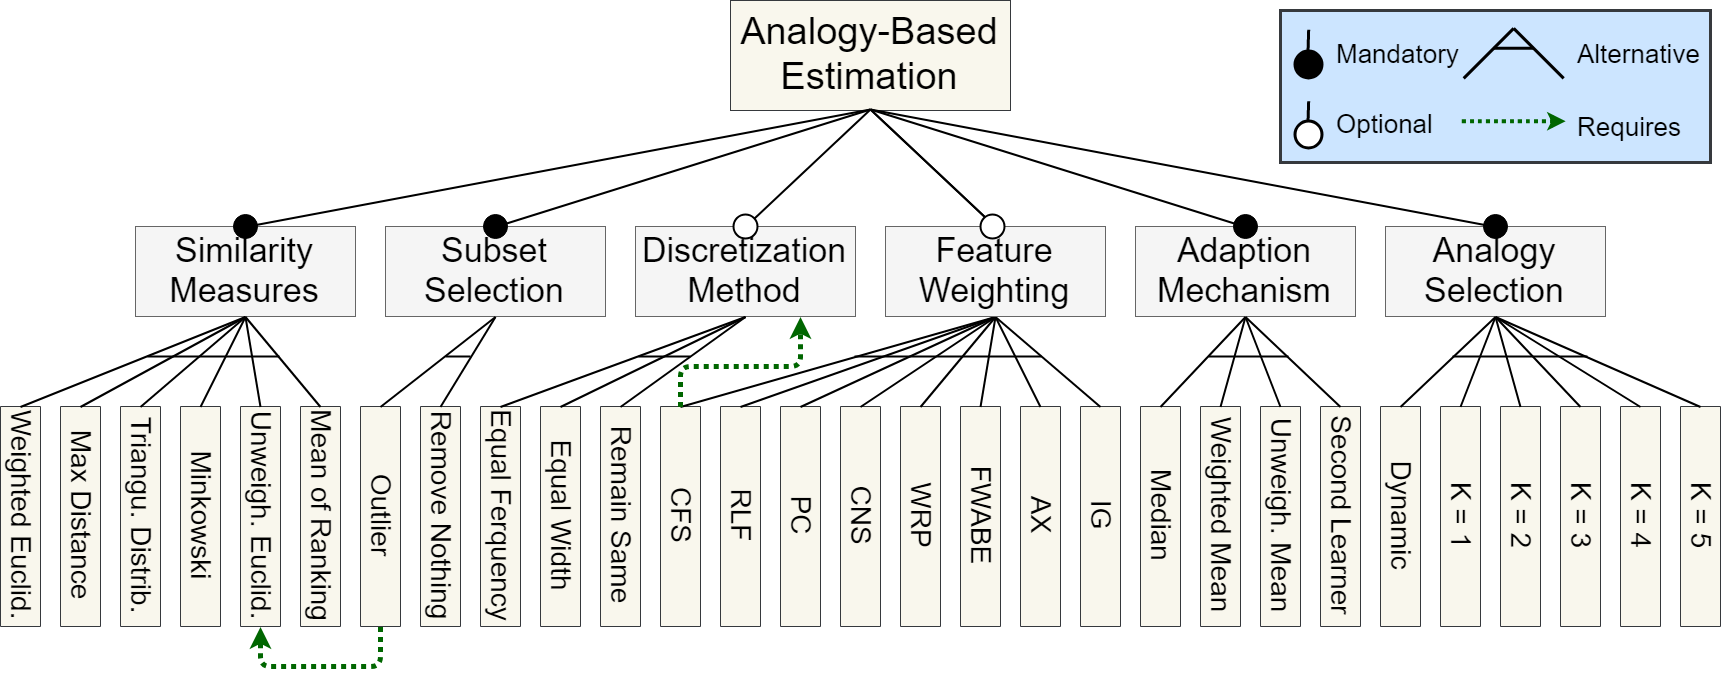 Analogy-Based
Estimation
Mandatory
Alternative
Optional
Requires
Similarity
Measures
Subset
Selection
Discretization
Method
Feature
Weighting
Adaption
Mechanism
Analogy
Selection
Weighted Euclid.
Max Distance
Triangu. Distrib.
Minkowski
Unweigh. Euclid.
Mean of Ranking
Outlier
Remove Nothing
Equal Ferquency
Equal Width
Remain Same
CFS
RLF
PC
CNS
WRP
FWABE
AX
IG
Median
Weighted Mean
Unweigh. Mean
Second Learner
Dynamic
K = 1
K = 2
K = 3
K = 4
K = 5